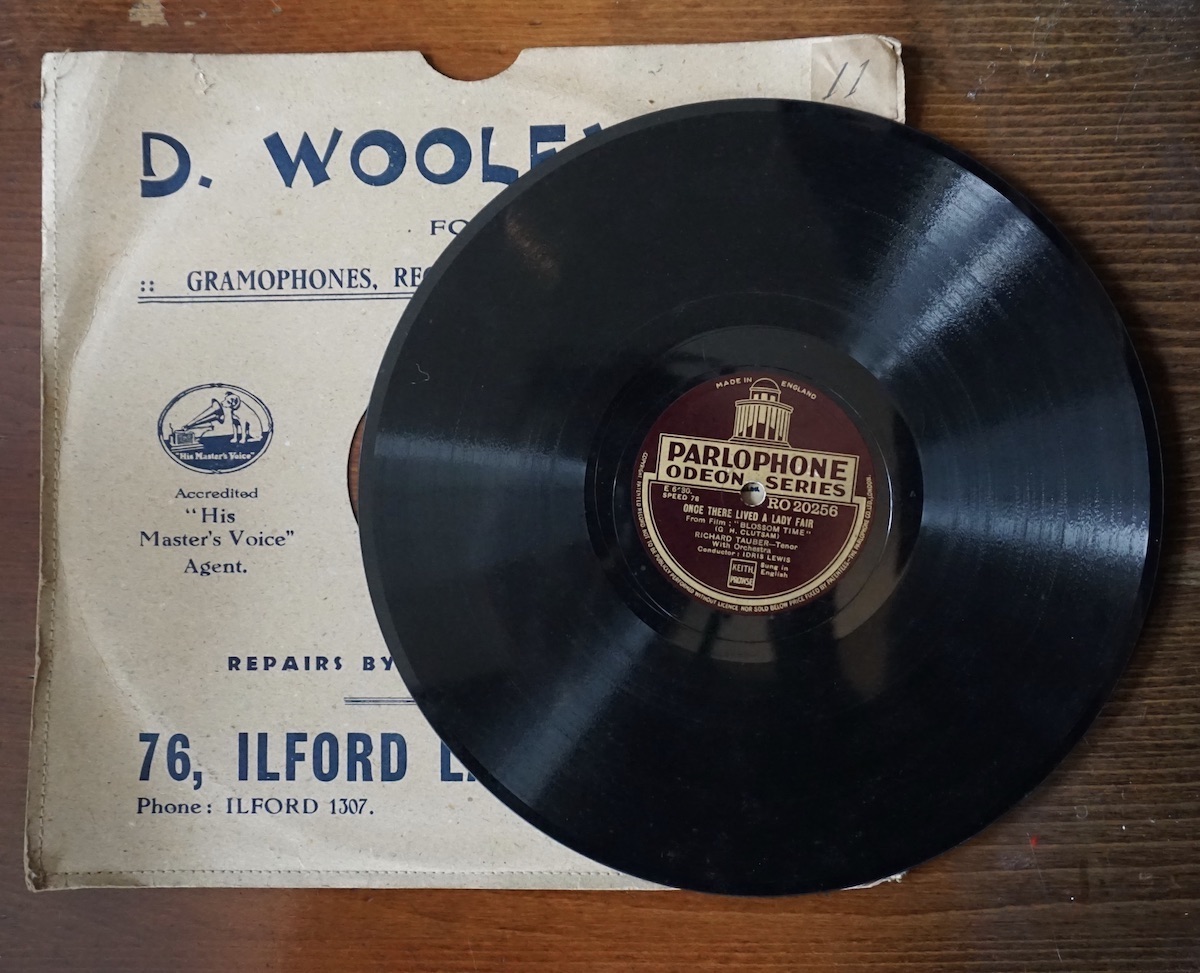 11
D. WOOLE
FO
:: GRAMOPHONES, REC
"His Master's Voice"
Accredited
"His
Master's Voice"
Agent.
REPAIRS BY
76, ILFORD L
Phone: ILFORD 1307.
MADE IN ENGLAND
PARLOPHONE
ODEON SERIES
SPEED 78
RO 20256
ONCE THERE LIVED A LADY FAIR
From Film: "BLOSSOM TIME"
(G. H. CLUTSAM)
RICHARD TAUBER—Tenor
With Orchestra
Conductor: IDRIS LEWIS
KEITH
PROWSE
Sung in
English